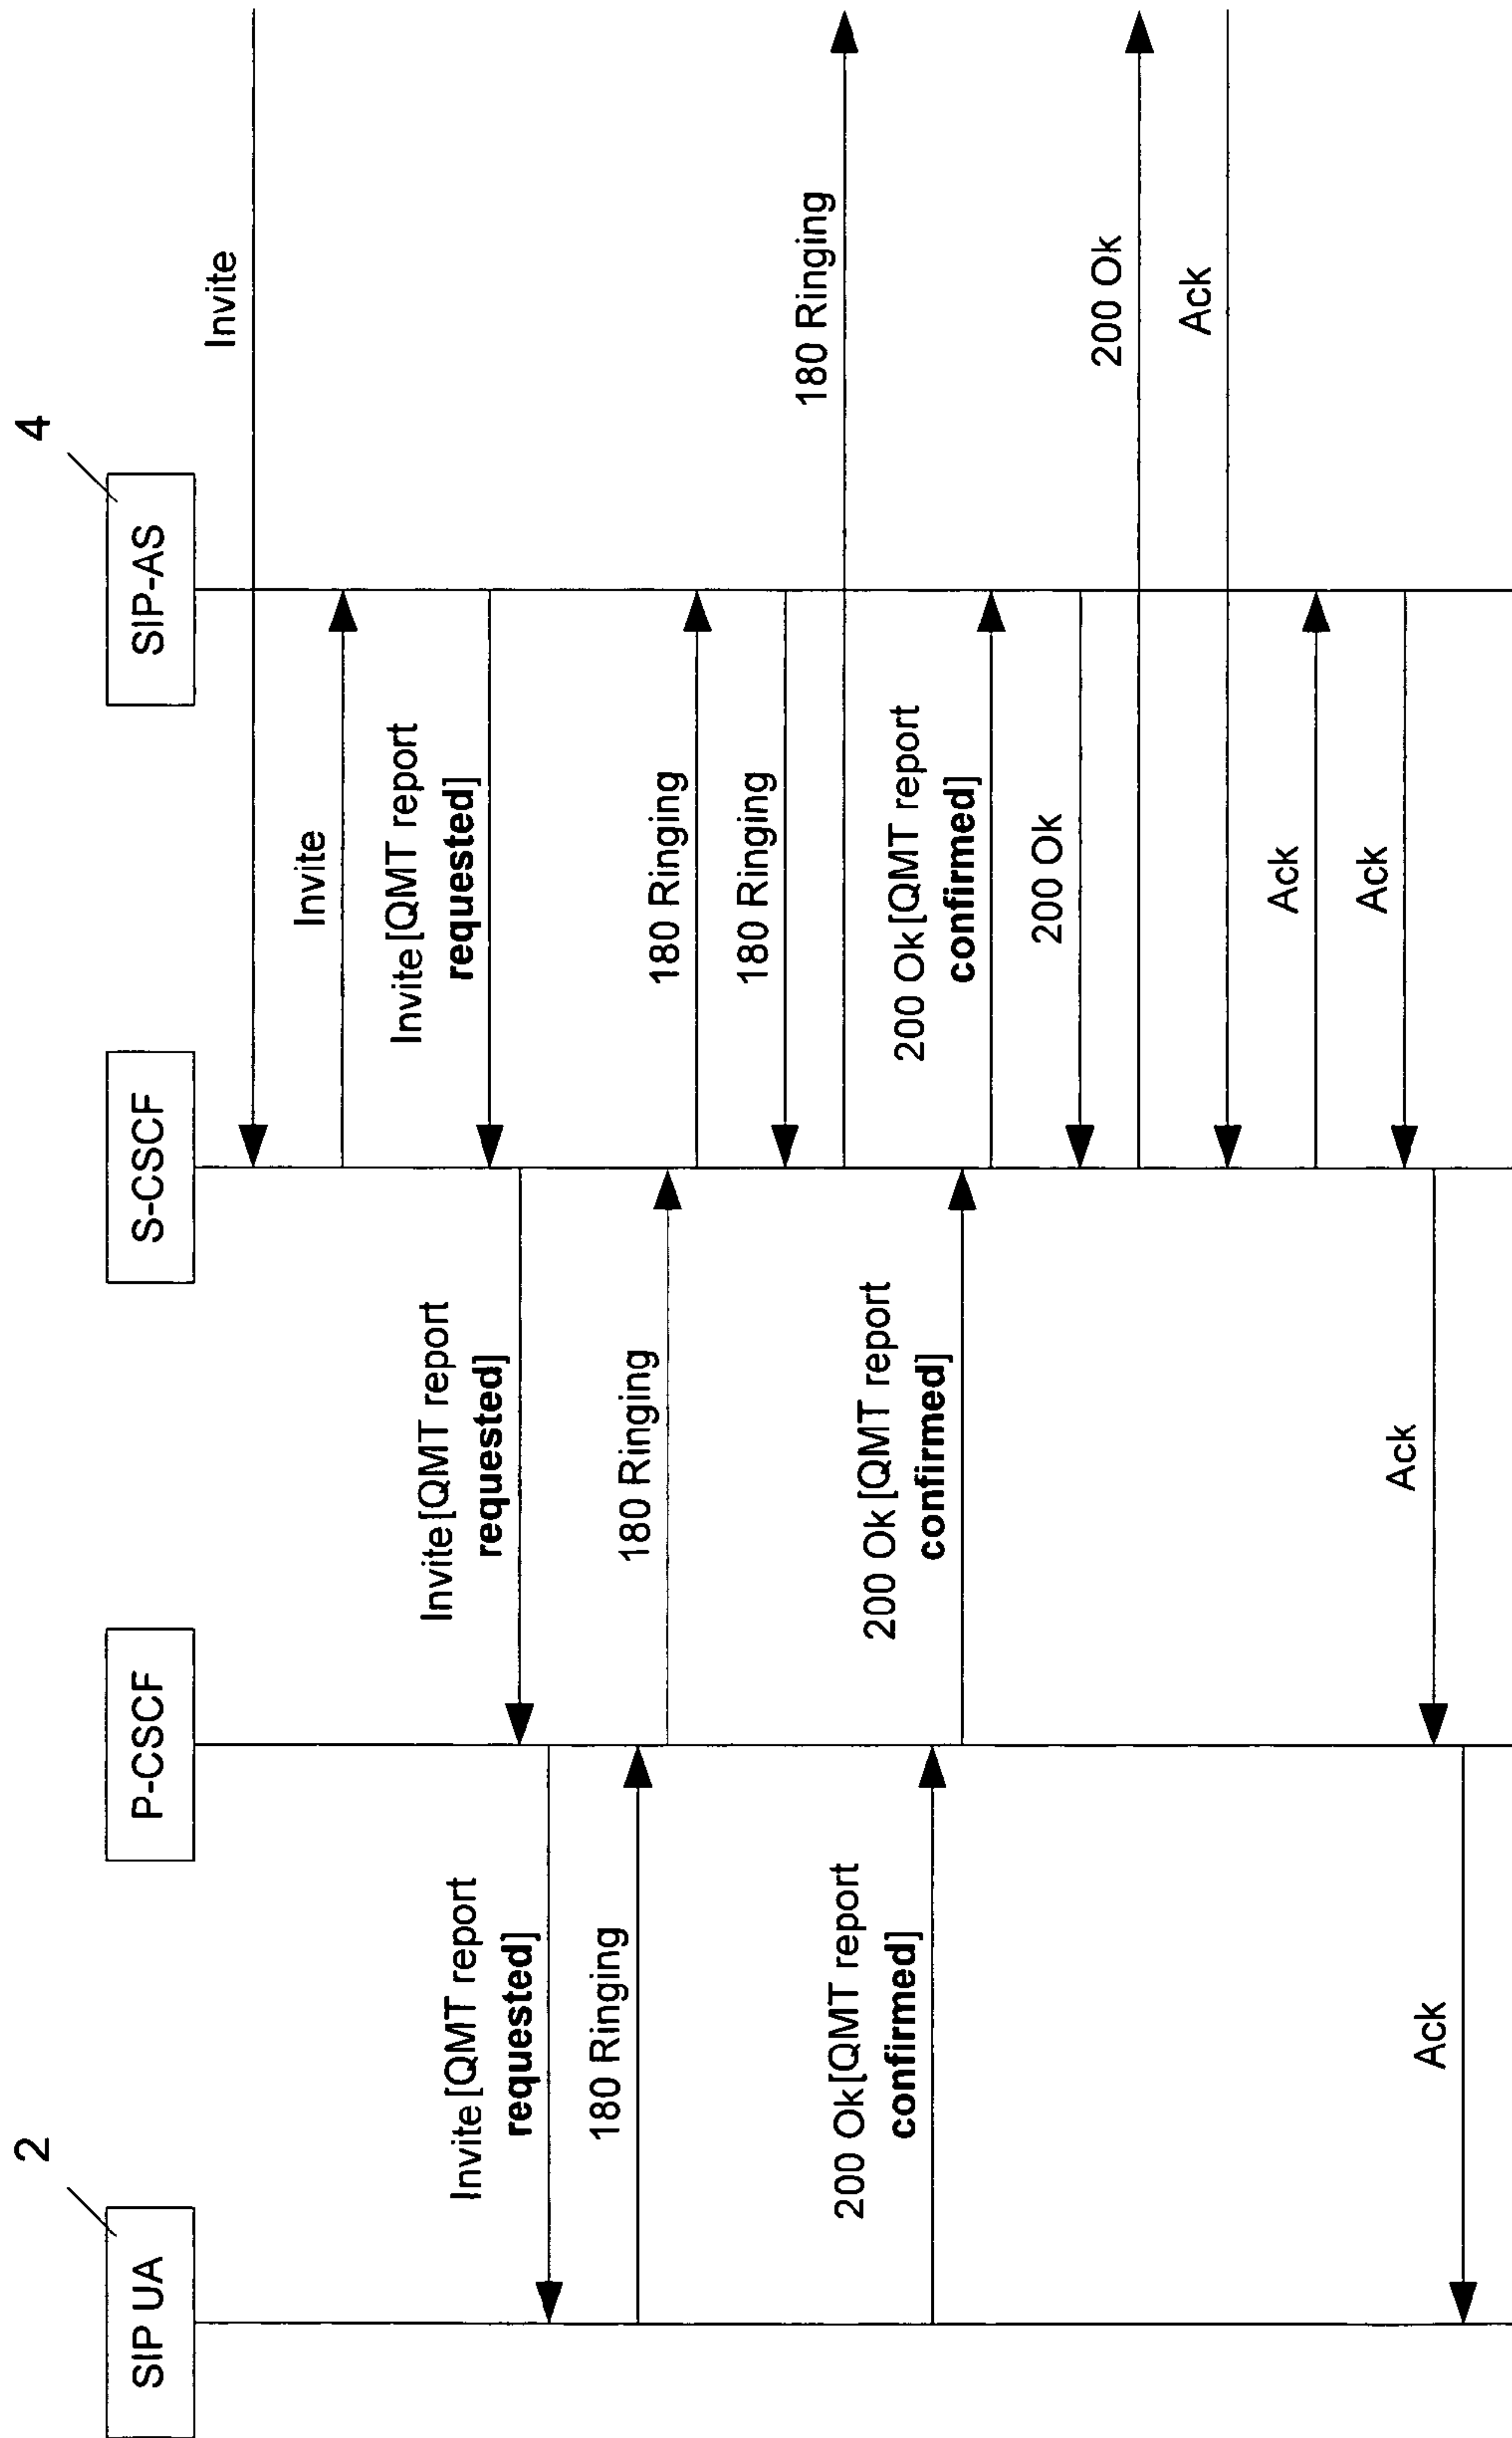 2
4
SIP UA
P-CSCF
S-CSCF
SIP-AS
Invite
Invite
Invite [QMT report
requested]
Invite [QMT report
requested]
Invite [QMT report
requested]
180 Ringing
180 Ringing
180 Ringing
180 Ringing
180 Ringing
200 Ok [QMT report
confirmed]
200 Ok [QMT report
confirmed]
200 Ok [QMT report
confirmed]
200 Ok
200 Ok
Ack
Ack
Ack
Ack
Ack